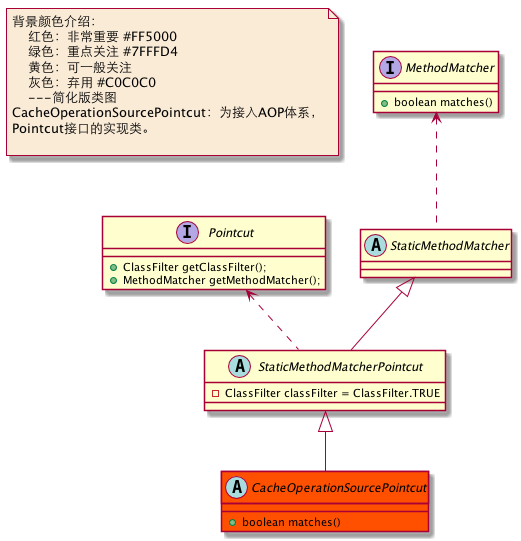 背景颜色介绍：
红色：非常重要 #FF5000
绿色：重点关注 #7FFFD4
黄色：可一般关注
灰色：弃用 #C0C0C0
---简化版类图
CacheOperationSourcePointcut：为接入AOP体系，
Pointcut接口的实现类。
I MethodMatcher
boolean matches()
I Pointcut
ClassFilter getClassFilter();
MethodMatcher getMethodMatcher();
A StaticMethodMatcher
A StaticMethodMatcherPointcut
ClassFilter classFilter = ClassFilter.TRUE
A CacheOperationSourcePointcut
boolean matches()